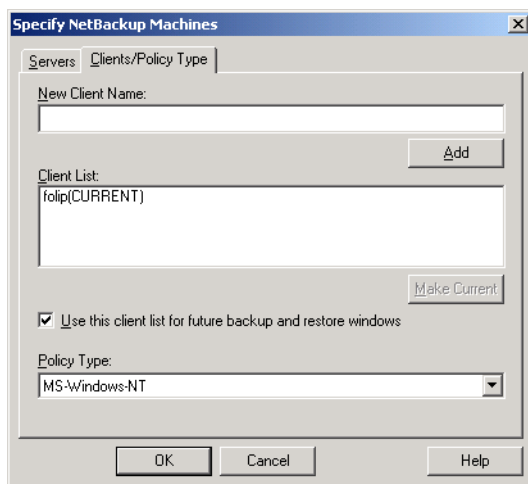 Specify NetBackup Machines
Servers Clients/Policy Type
New Client Name:
Add
Client List:
folip(CURRENT)
Make Current
Use this client list for future backup and restore windows
Policy Type:
MS-Windows-NT
OK Cancel Help